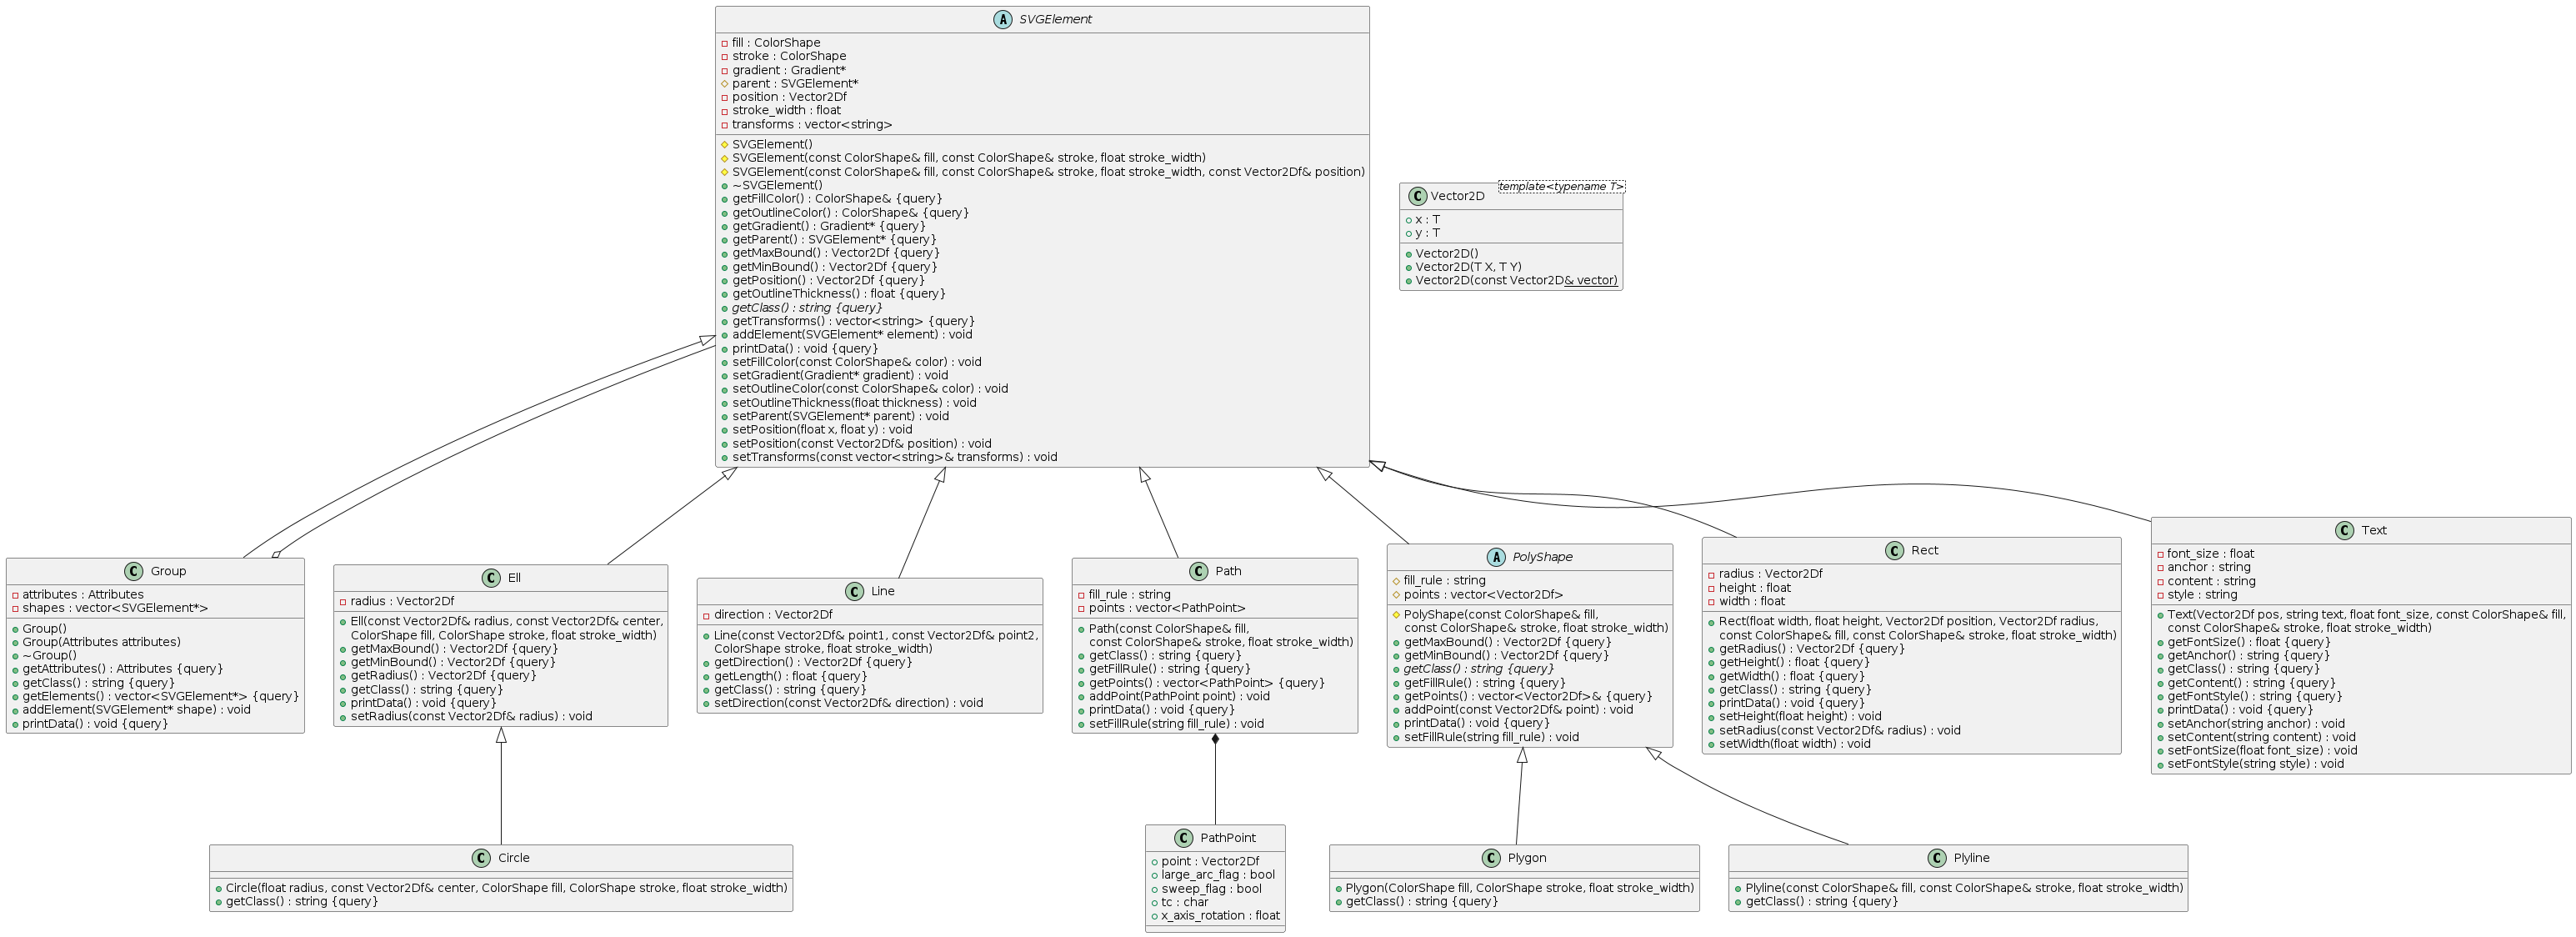 A SVGElement
fill : ColorShape
stroke : ColorShape
gradient : Gradient*
parent : SVGElement*
position : Vector2Df
stroke_width : float
transforms : vector<string>
SVGElement()
SVGElement(const ColorShape& fill, const ColorShape& stroke, float stroke_width)
SVGElement(const ColorShape& fill, const ColorShape& stroke, float stroke_width, const Vector2Df& position)
~SVGElement()
getFillColor() : ColorShape& {query}
getOutlineColor() : ColorShape& {query}
getGradient() : Gradient* {query}
getParent() : SVGElement* {query}
getMaxBound() : Vector2Df {query}
getMinBound() : Vector2Df {query}
getPosition() : Vector2Df {query}
getOutlineThickness() : float {query}
getClass() : string {query}
getTransforms() : vector<string> {query}
addElement(SVGElement* element) : void
printData() : void {query}
setFillColor(const ColorShape& color) : void
setGradient(Gradient* gradient) : void
setOutlineColor(const ColorShape& color) : void
setOutlineThickness(float thickness) : void
setParent(SVGElement* parent) : void
setPosition(float x, float y) : void
setPosition(const Vector2Df& position) : void
setTransforms(const vector<string>& transforms) : void
C Vector2D
template<typename T>
x : T
y : T
Vector2D()
Vector2D(T X, T Y)
Vector2D(const Vector2D& vector)
C Group
attributes : Attributes
shapes : vector<SVGElement*>
Group()
Group(Attributes attributes)
~Group()
getAttributes() : Attributes {query}
getClass() : string {query}
getElements() : vector<SVGElement*> {query}
addElement(SVGElement* shape) : void
printData() : void {query}
C Ell
radius : Vector2Df
Ell(const Vector2Df& radius, const Vector2Df& center,
ColorShape fill, ColorShape stroke, float stroke_width)
getMaxBound() : Vector2Df {query}
getMinBound() : Vector2Df {query}
getRadius() : Vector2Df {query}
getClass() : string {query}
printData() : void {query}
setRadius(const Vector2Df& radius) : void
C Line
direction : Vector2Df
Line(const Vector2Df& point1, const Vector2Df& point2,
ColorShape stroke, float stroke_width)
getDirection() : Vector2Df {query}
getLength() : float {query}
getClass() : string {query}
setDirection(const Vector2Df& direction) : void
C Path
fill_rule : string
points : vector<PathPoint>
Path(const ColorShape& fill,
const ColorShape& stroke, float stroke_width)
getClass() : string {query}
getFillRule() : string {query}
getPoints() : vector<PathPoint> {query}
addPoint(PathPoint point) : void
printData() : void {query}
setFillRule(string fill_rule) : void
A PolyShape
fill_rule : string
points : vector<Vector2Df>
PolyShape(const ColorShape& fill,
const ColorShape& stroke, float stroke_width)
getMaxBound() : Vector2Df {query}
getMinBound() : Vector2Df {query}
getClass() : string {query}
getFillRule() : string {query}
getPoints() : vector<Vector2Df>& {query}
addPoint(const Vector2Df& point) : void
printData() : void {query}
setFillRule(string fill_rule) : void
C Rect
radius : Vector2Df
height : float
width : float
Rect(float width, float height, Vector2Df position, Vector2Df radius,
const ColorShape& fill, const ColorShape& stroke, float stroke_width)
getRadius() : Vector2Df {query}
getHeight() : float {query}
getWidth() : float {query}
getClass() : string {query}
printData() : void {query}
setHeight(float height) : void
setRadius(const Vector2Df& radius) : void
setWidth(float width) : void
C Text
font_size : float
anchor : string
content : string
style : string
Text(Vector2Df pos, string text, float font_size, const ColorShape& fill,
const ColorShape& stroke, float stroke_width)
getFontSize() : float {query}
getAnchor() : string {query}
getClass() : string {query}
getContent() : string {query}
getFontStyle() : string {query}
printData() : void {query}
setAnchor(string anchor) : void
setContent(string content) : void
setFontSize(float font_size) : void
setFontStyle(string style) : void
C Circle
Circle(float radius, const Vector2Df& center, ColorShape fill, ColorShape stroke, float stroke_width)
getClass() : string {query}
C PathPoint
point : Vector2Df
large_arc_flag : bool
sweep_flag : bool
tc : char
x_axis_rotation : float
C Plygon
Plygon(ColorShape fill, ColorShape stroke, float stroke_width)
getClass() : string {query}
C Plyline
Plyline(const ColorShape& fill, const ColorShape& stroke, float stroke_width)
getClass() : string {query}